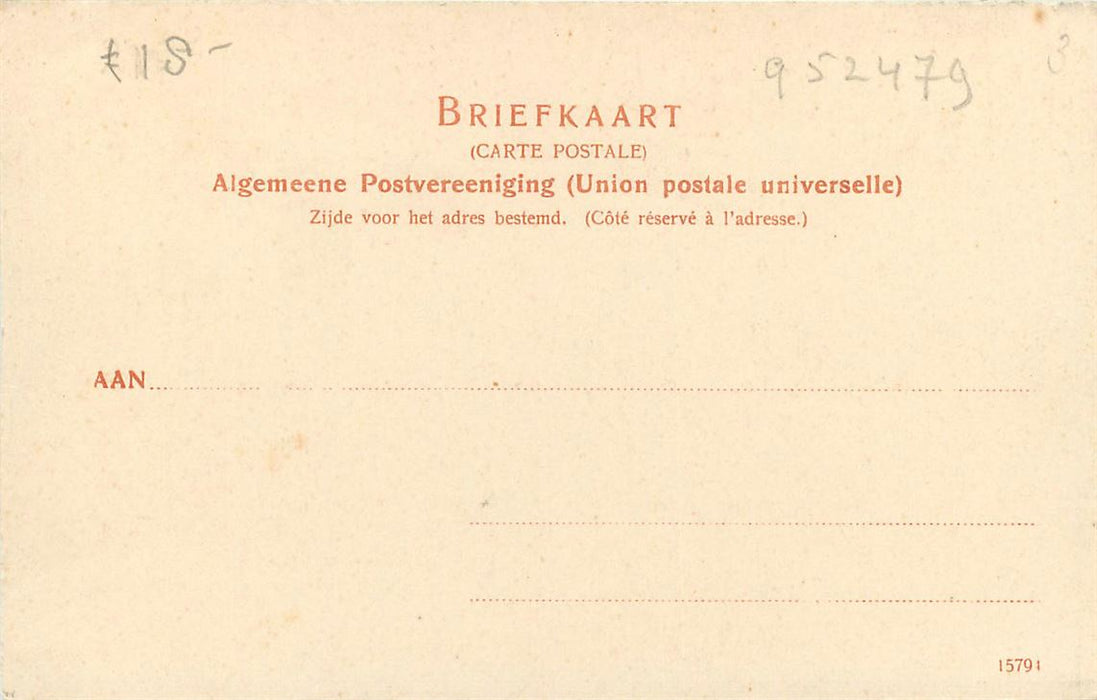 £ 18 - 952479 3
BRIEFKAART
(CARTE POSTALE)
Algemeene Postvereeniging (Union postale universelle)
Zijde voor het adres bestemd. (Côté réservé à l'adresse.)
AAN
15791